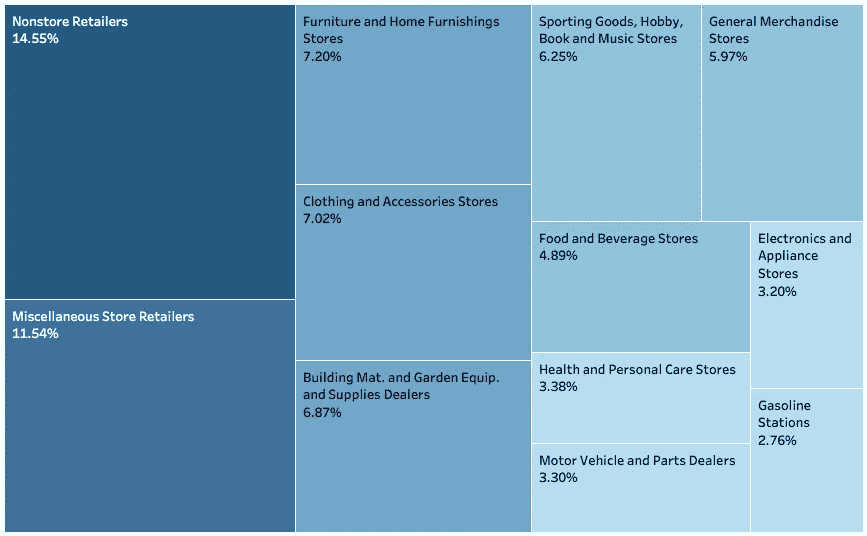 Nonstore Retailers
14.55%
Miscellaneous Store Retailers
11.54%
Furniture and Home Furnishings
Stores
7.20%
Clothing and Accessories Stores
7.02%
Building Mat. and Garden Equip.
and Supplies Dealers
6.87%
Sporting Goods, Hobby,
Book and Music Stores
6.25%
General Merchandise
Stores
5.97%
Food and Beverage Stores
4.89%
Health and Personal Care Stores
3.38%
Motor Vehicle and Parts Dealers
3.30%
Electronics and
Appliance
Stores
3.20%
Gasoline
Stations
2.76%